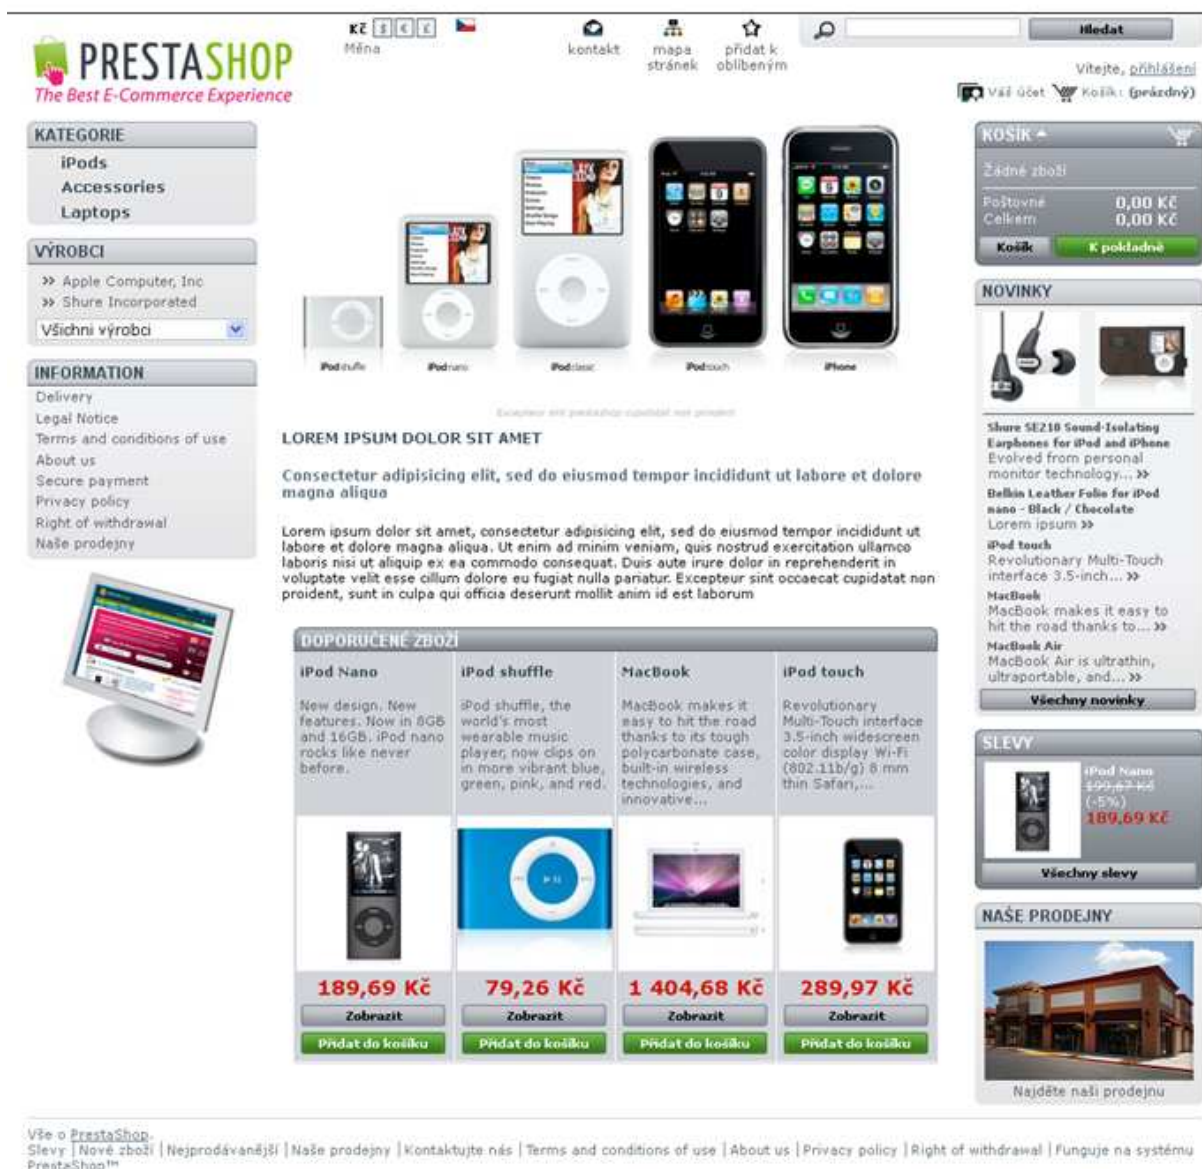 PRESTASHOP
The Best E-Commerce Experience
Kč $ € £
Měna
kontakt
mapa stránek
přidat k oblíbeným
Hledat
Vítejte, přihlášení
Váš účet Košík: (prázdný)
KATEGORIE
iPods
Accessories
Laptops
VÝROBCI
Apple Computer, Inc
Shure Incorporated
Všichni výrobci
INFORMATION
Delivery
Legal Notice
Terms and conditions of use
About us
Secure payment
Privacy policy
Right of withdrawal
Naše prodejny
iPod shuffle
iPod nano
iPod classic
iPod touch
iPhone
Excepteur sint prestashop cupidatat non proident
LOREM IPSUM DOLOR SIT AMET
Consectetur adipisicing elit, sed do eiusmod tempor incididunt ut labore et dolore
magna aliqua
Lorem ipsum dolor sit amet, consectetur adipisicing elit, sed do eiusmod tempor incididunt ut
labore et dolore magna aliqua. Ut enim ad minim veniam, quis nostrud exercitation ullamco
laboris nisi ut aliquip ex ea commodo consequat. Duis aute irure dolor in reprehenderit in
voluptate velit esse cillum dolore eu fugiat nulla pariatur. Excepteur sint occaecat cupidatat non
proident, sunt in culpa qui officia deserunt mollit anim id est laborum
DOPORUČENÉ ZBOŽÍ
iPod Nano
New design. New
features. Now in 8GB
and 16GB. iPod nano
rocks like never
before.
189,69 Kč
Zobrazit
Přidat do košíku
iPod shuffle
iPod shuffle, the
world's most
wearable music
player, now clips on
in more vibrant blue,
green, pink, and red.
79,26 Kč
Zobrazit
Přidat do košíku
MacBook
MacBook makes it
easy to hit the road
thanks to its tough
polycarbonate case,
built-in wireless
technologies, and
innovative...
1 404,68 Kč
Zobrazit
Přidat do košíku
iPod touch
Revolutionary
Multi-Touch interface
3.5-inch widescreen
color display Wi-Fi
(802.11b/g) 8 mm
thin Safari,...
289,97 Kč
Zobrazit
Přidat do košíku
KOŠÍK
Žádné zboží
Poštovné 0,00 Kč
Celkem 0,00 Kč
Košík K pokladně
NOVINKY
Shure SE210 Sound-Isolating
Earphones for iPod and iPhone
Evolved from personal
monitor technology...
Belkin Leather Folio for iPod
nano - Black / Chocolate
Lorem ipsum
iPod touch
Revolutionary Multi-Touch
interface 3.5-inch...
MacBook
MacBook makes it easy to
hit the road thanks to...
MacBook Air
MacBook Air is ultrathin,
ultraportable, and...
Všechny novinky
SLEVY
iPod Nano
199,67 Kč
(-5%)
189,69 Kč
Všechny slevy
NAŠE PRODEJNY
Najděte naši prodejnu
Vše o PrestaShop.
Slevy | Nové zboží | Nejprodávanější | Naše prodejny | Kontaktujte nás | Terms and conditions of use | About us | Privacy policy | Right of withdrawal | Funguje na systému
PrestaShop™